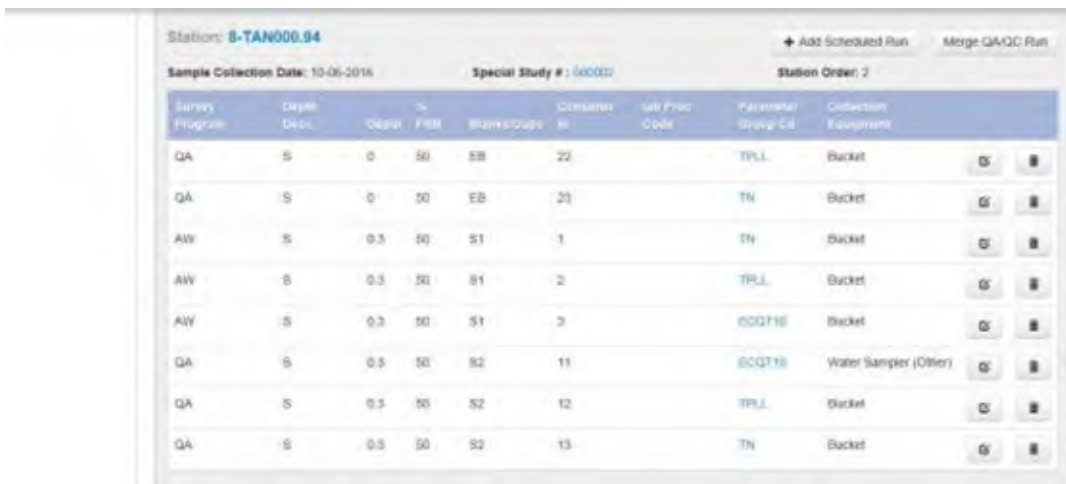 Station: 8-TAN000.94
+ Add Scheduled Run Merge QA/QC Run
Sample Collection Date: 10-06-2016 Special Study # : 000002 Station Order: 2
Survey Program Depth Desc. Depth % FRB Blanks/Dups Container Id Lab Proc Code Parameter Group Cd Collection Equipment
QA S 0 50 EB 22 TPLL Bucket
QA S 0 50 EB 23 TN Bucket
AW S 0.3 50 S1 1 TN Bucket
AW S 0.3 50 S1 2 TPLL Bucket
AW S 0.3 50 S1 3 Bucket
QA S 0.3 50 S2 11 Water Sampler (Other)
QA S 0.3 50 S2 12 TPLL Bucket
QA S 0.3 50 S2 13 TN Bucket